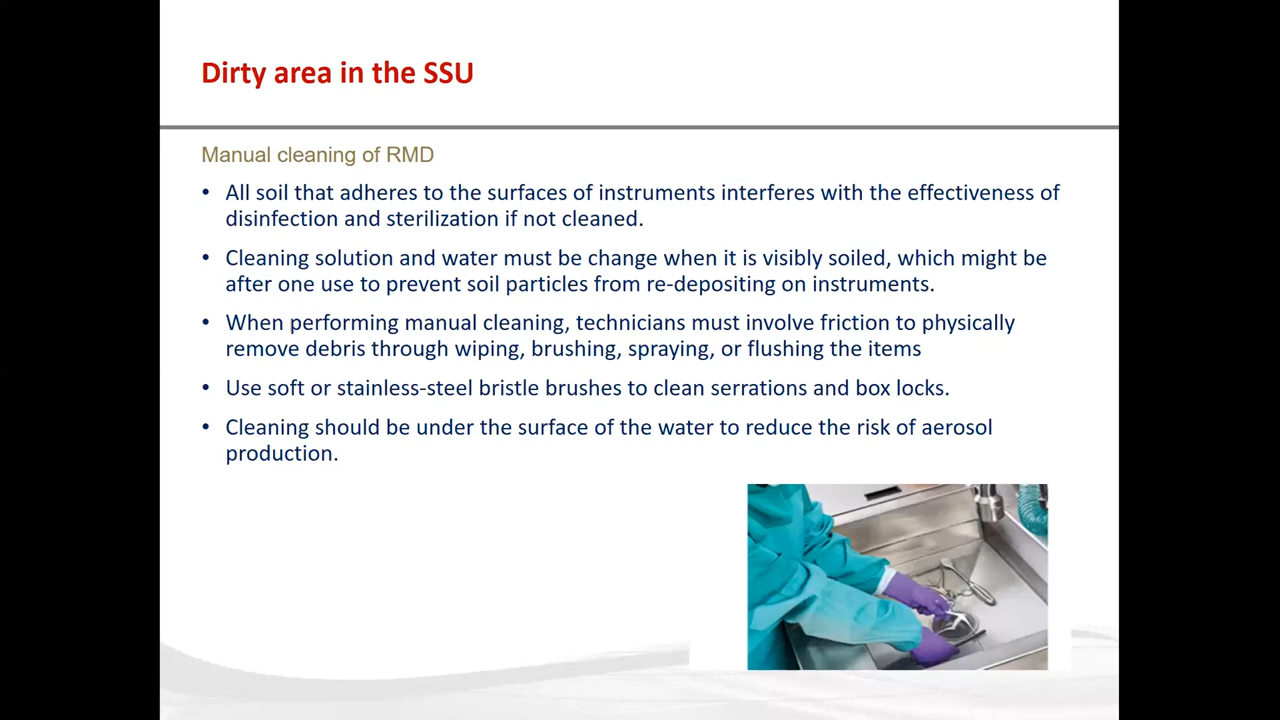 Dirty area in the SSU
Manual cleaning of RMD
• All soil that adheres to the surfaces of instruments interferes with the effectiveness of
disinfection and sterilization if not cleaned.
• Cleaning solution and water must be change when it is visibly soiled, which might be
after one use to prevent soil particles from re-depositing on instruments.
• When performing manual cleaning, technicians must involve friction to physically
remove debris through wiping, brushing, spraying, or flushing the items
• Use soft or stainless-steel bristle brushes to clean serrations and box locks.
• Cleaning should be under the surface of the water to reduce the risk of aerosol
production.